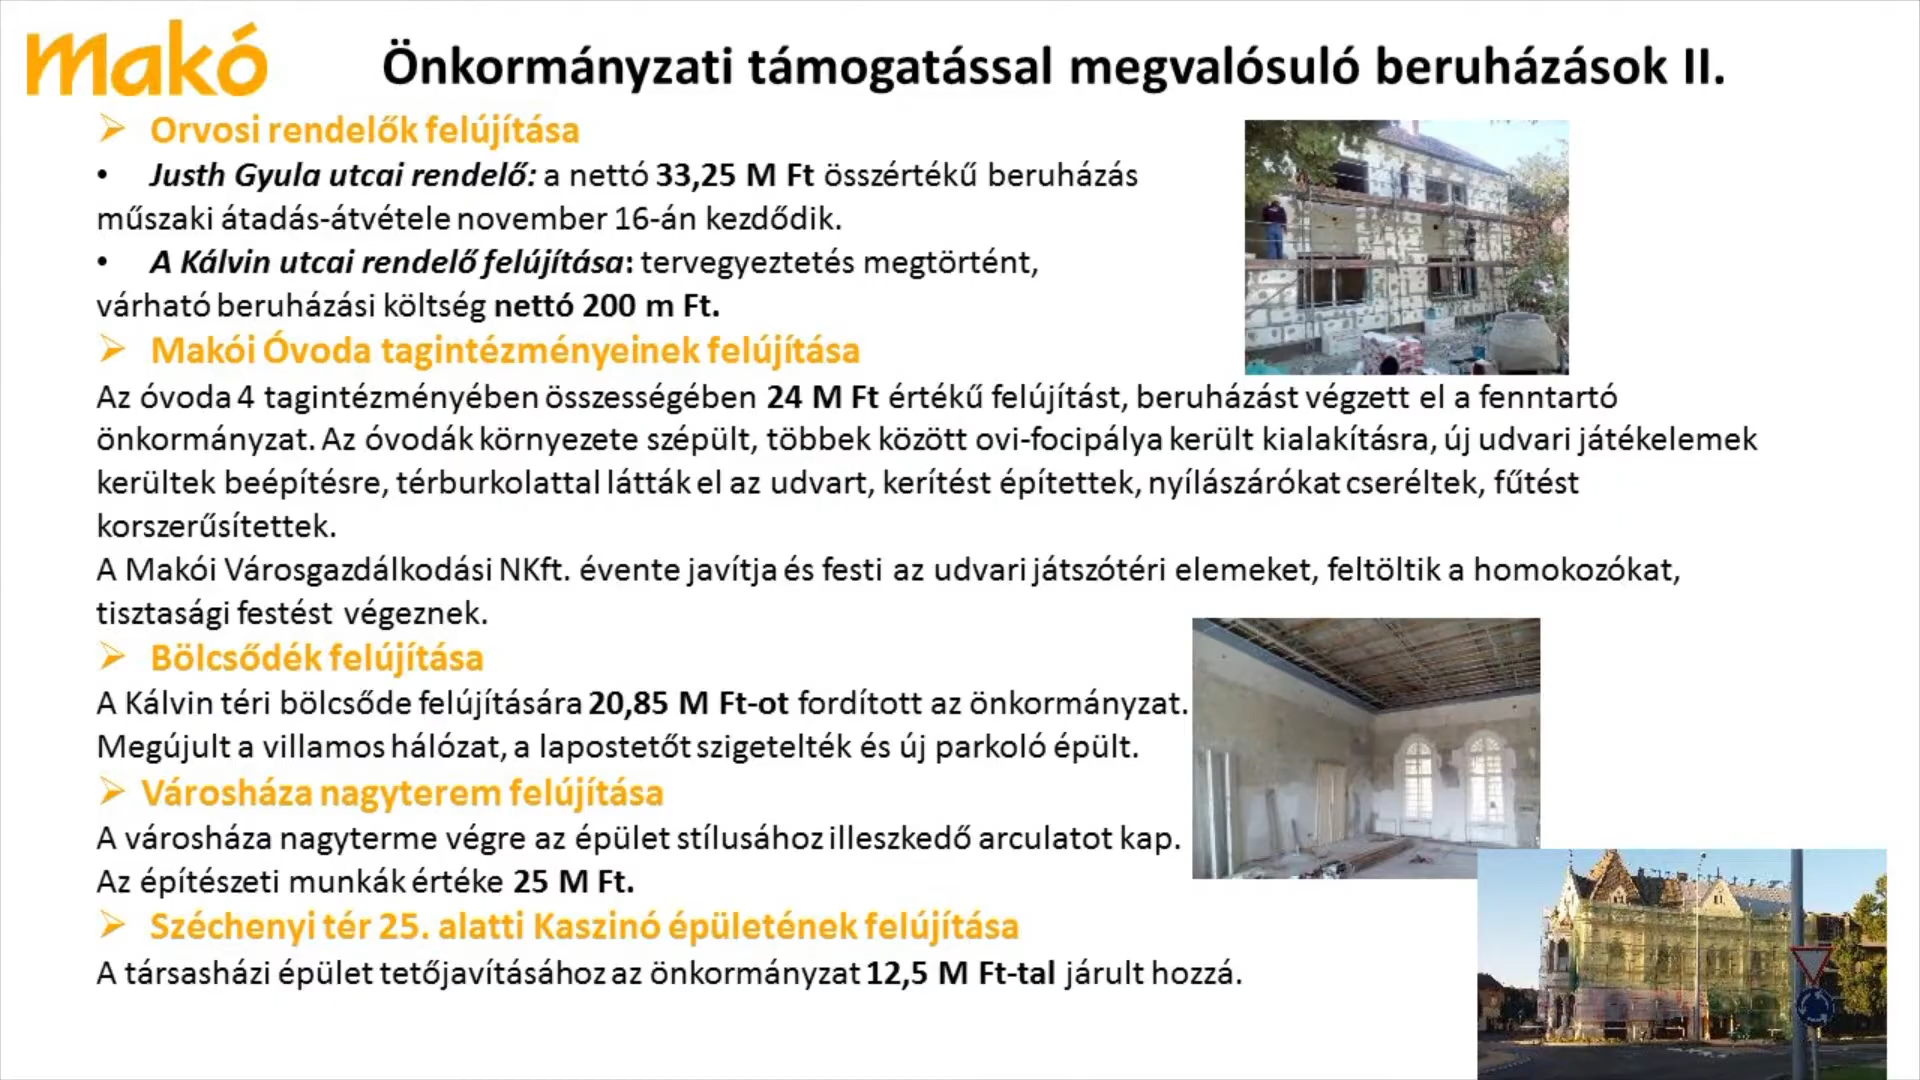 makó
Önkormányzati támogatással megvalósuló beruházások II.
➢ Orvosi rendelők felújítása
• Justh Gyula utcai rendelő: a nettó 33,25 M Ft összértékű beruházás
műszaki átadás-átvétele november 16-án kezdődik.
• A Kálvin utcai rendelő felújítása: tervegyeztetés megtörtént,
várható beruházási költség nettó 200 m Ft.
➢ Makói Óvoda tagintézményeinek felújítása
Az óvoda 4 tagintézményében összességében 24 M Ft értékű felújítást, beruházást végzett el a fenntartó
önkormányzat. Az óvodák környezete szépült, többek között ovi-focipálya került kialakításra, új udvari játékelemek
kerültek beépítésre, térburkolattal látták el az udvart, kerítést építettek, nyílászárókat cseréltek, fűtést
korszerűsítettek.
A Makói Városgazdálkodási NKft. évente javítja és festi az udvari játszótéri elemeket, feltöltik a homokozókat,
tisztasági festést végeznek.
➢ Bölcsődék felújítása
A Kálvin téri bölcsőde felújítására 20,85 M Ft-ot fordított az önkormányzat.
Megújult a villamos hálózat, a lapostetőt szigetelték és új parkoló épült.
➢ Városháza nagyterem felújítása
A városháza nagyterme végre az épület stílusához illeszkedő arculatot kap.
Az építészeti munkák értéke 25 M Ft.
➢ Széchenyi tér 25. alatti Kaszinó épületének felújítása
A társasházi épület tetőjavításához az önkormányzat 12,5 M Ft-tal járult hozzá.